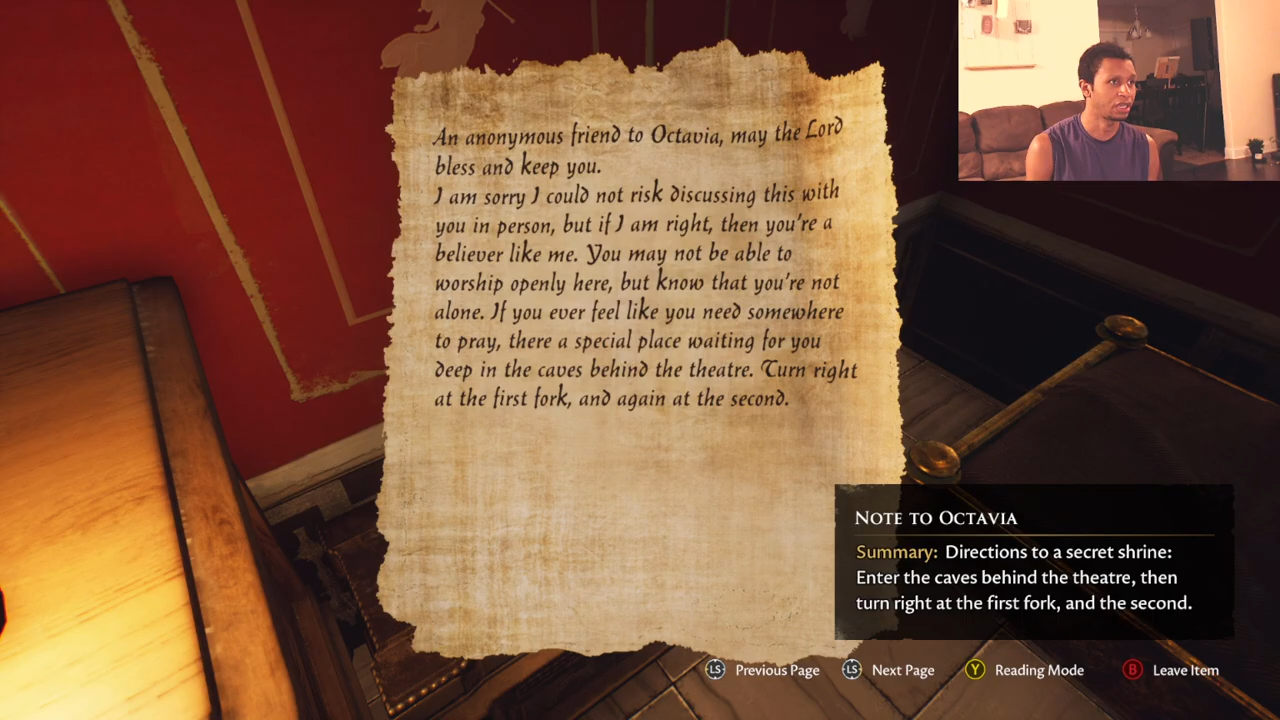 An anonymous friend to Octavia, may the Lord
bless and keep you.
I am sorry I could not risk discussing this with
you in person, but if I am right, then you're a
believer like me. You may not be able to
worship openly here, but know that you're not
alone. If you ever feel like you need somewhere
to pray, there a special place waiting for you
deep in the caves behind the theatre. Turn right
at the first fork, and again at the second.
NOTE TO OCTAVIA
Summary: Directions to a secret shrine:
Enter the caves behind the theatre, then
turn right at the first fork, and the second.
LS Previous Page LS Next Page Y Reading Mode B Leave Item